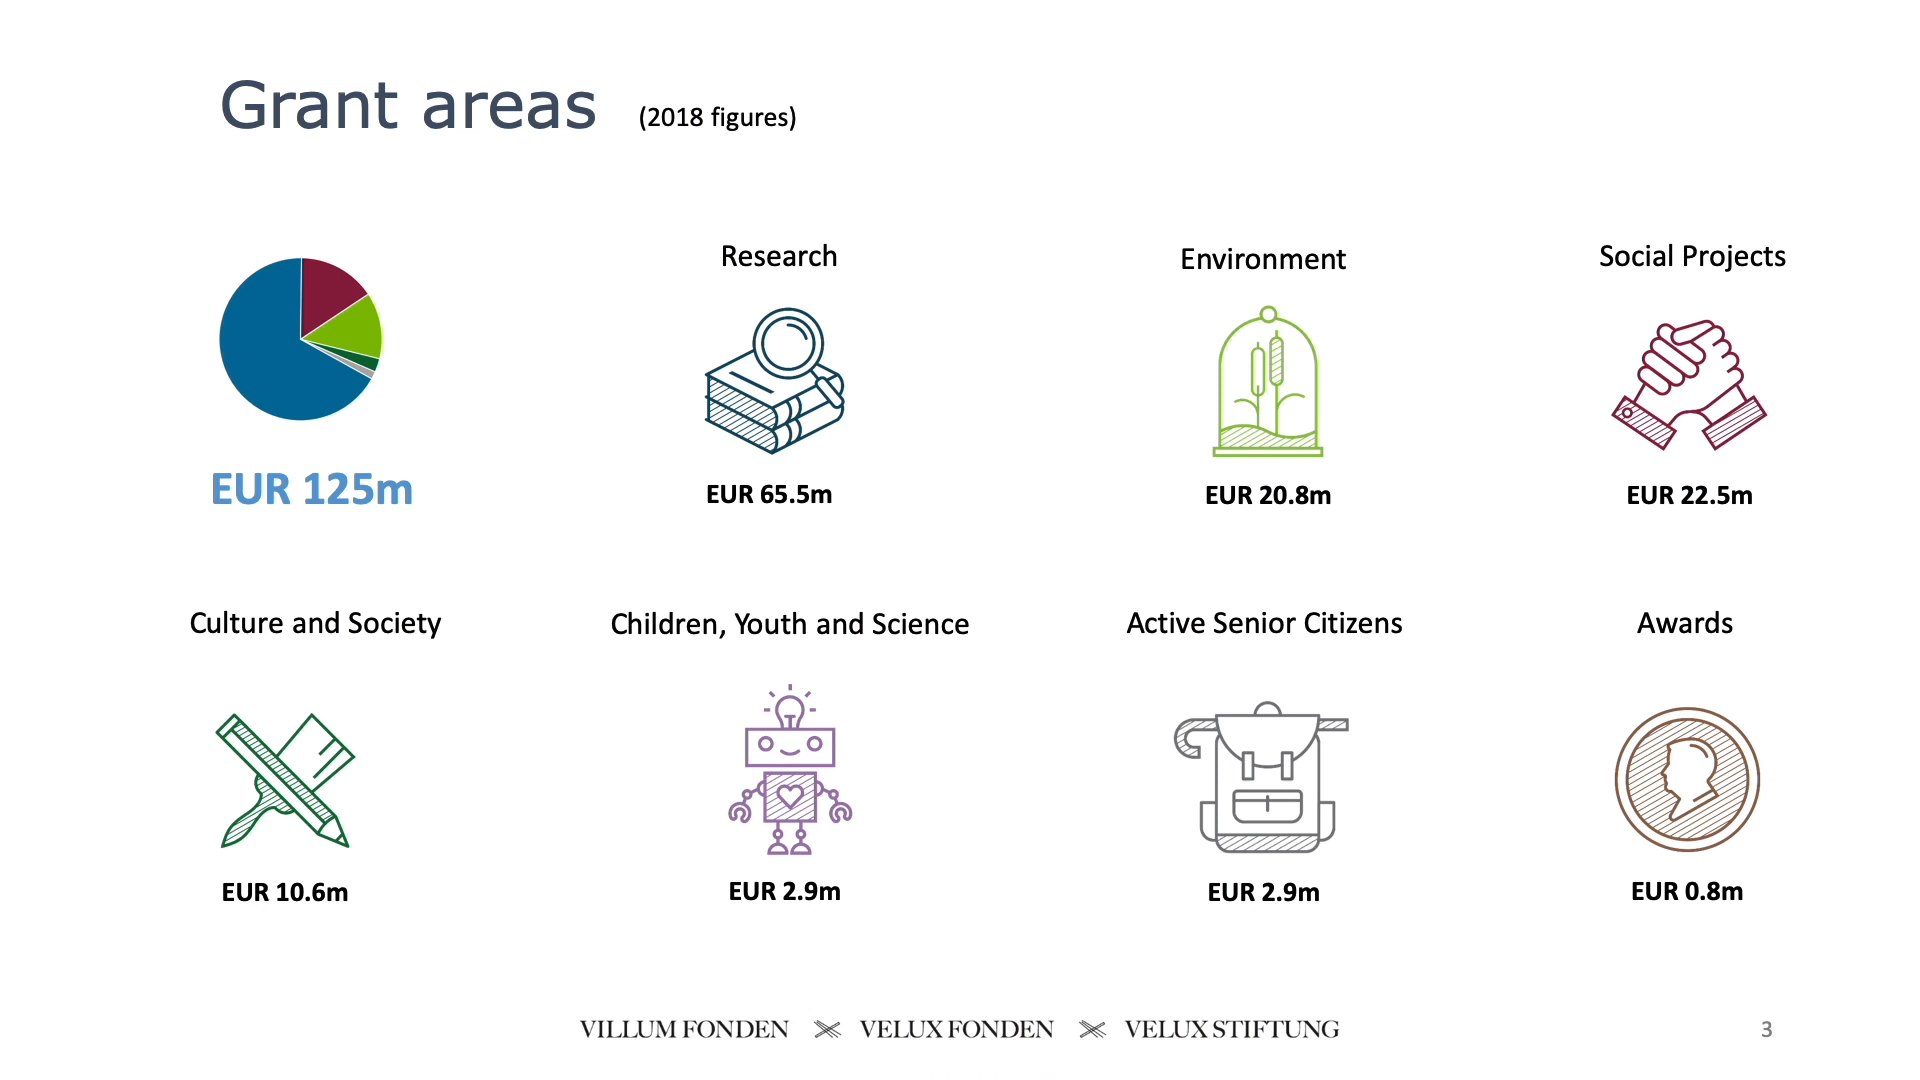 Grant areas (2018 figures)
Research
Environment
Social Projects
EUR 125m
EUR 65.5m
EUR 20.8m
EUR 22.5m
Culture and Society
Children, Youth and Science
Active Senior Citizens
Awards
EUR 10.6m
EUR 2.9m
EUR 2.9m
EUR 0.8m
VILLUM FONDEN VELUX FONDEN VELUX STIFTUNG
3